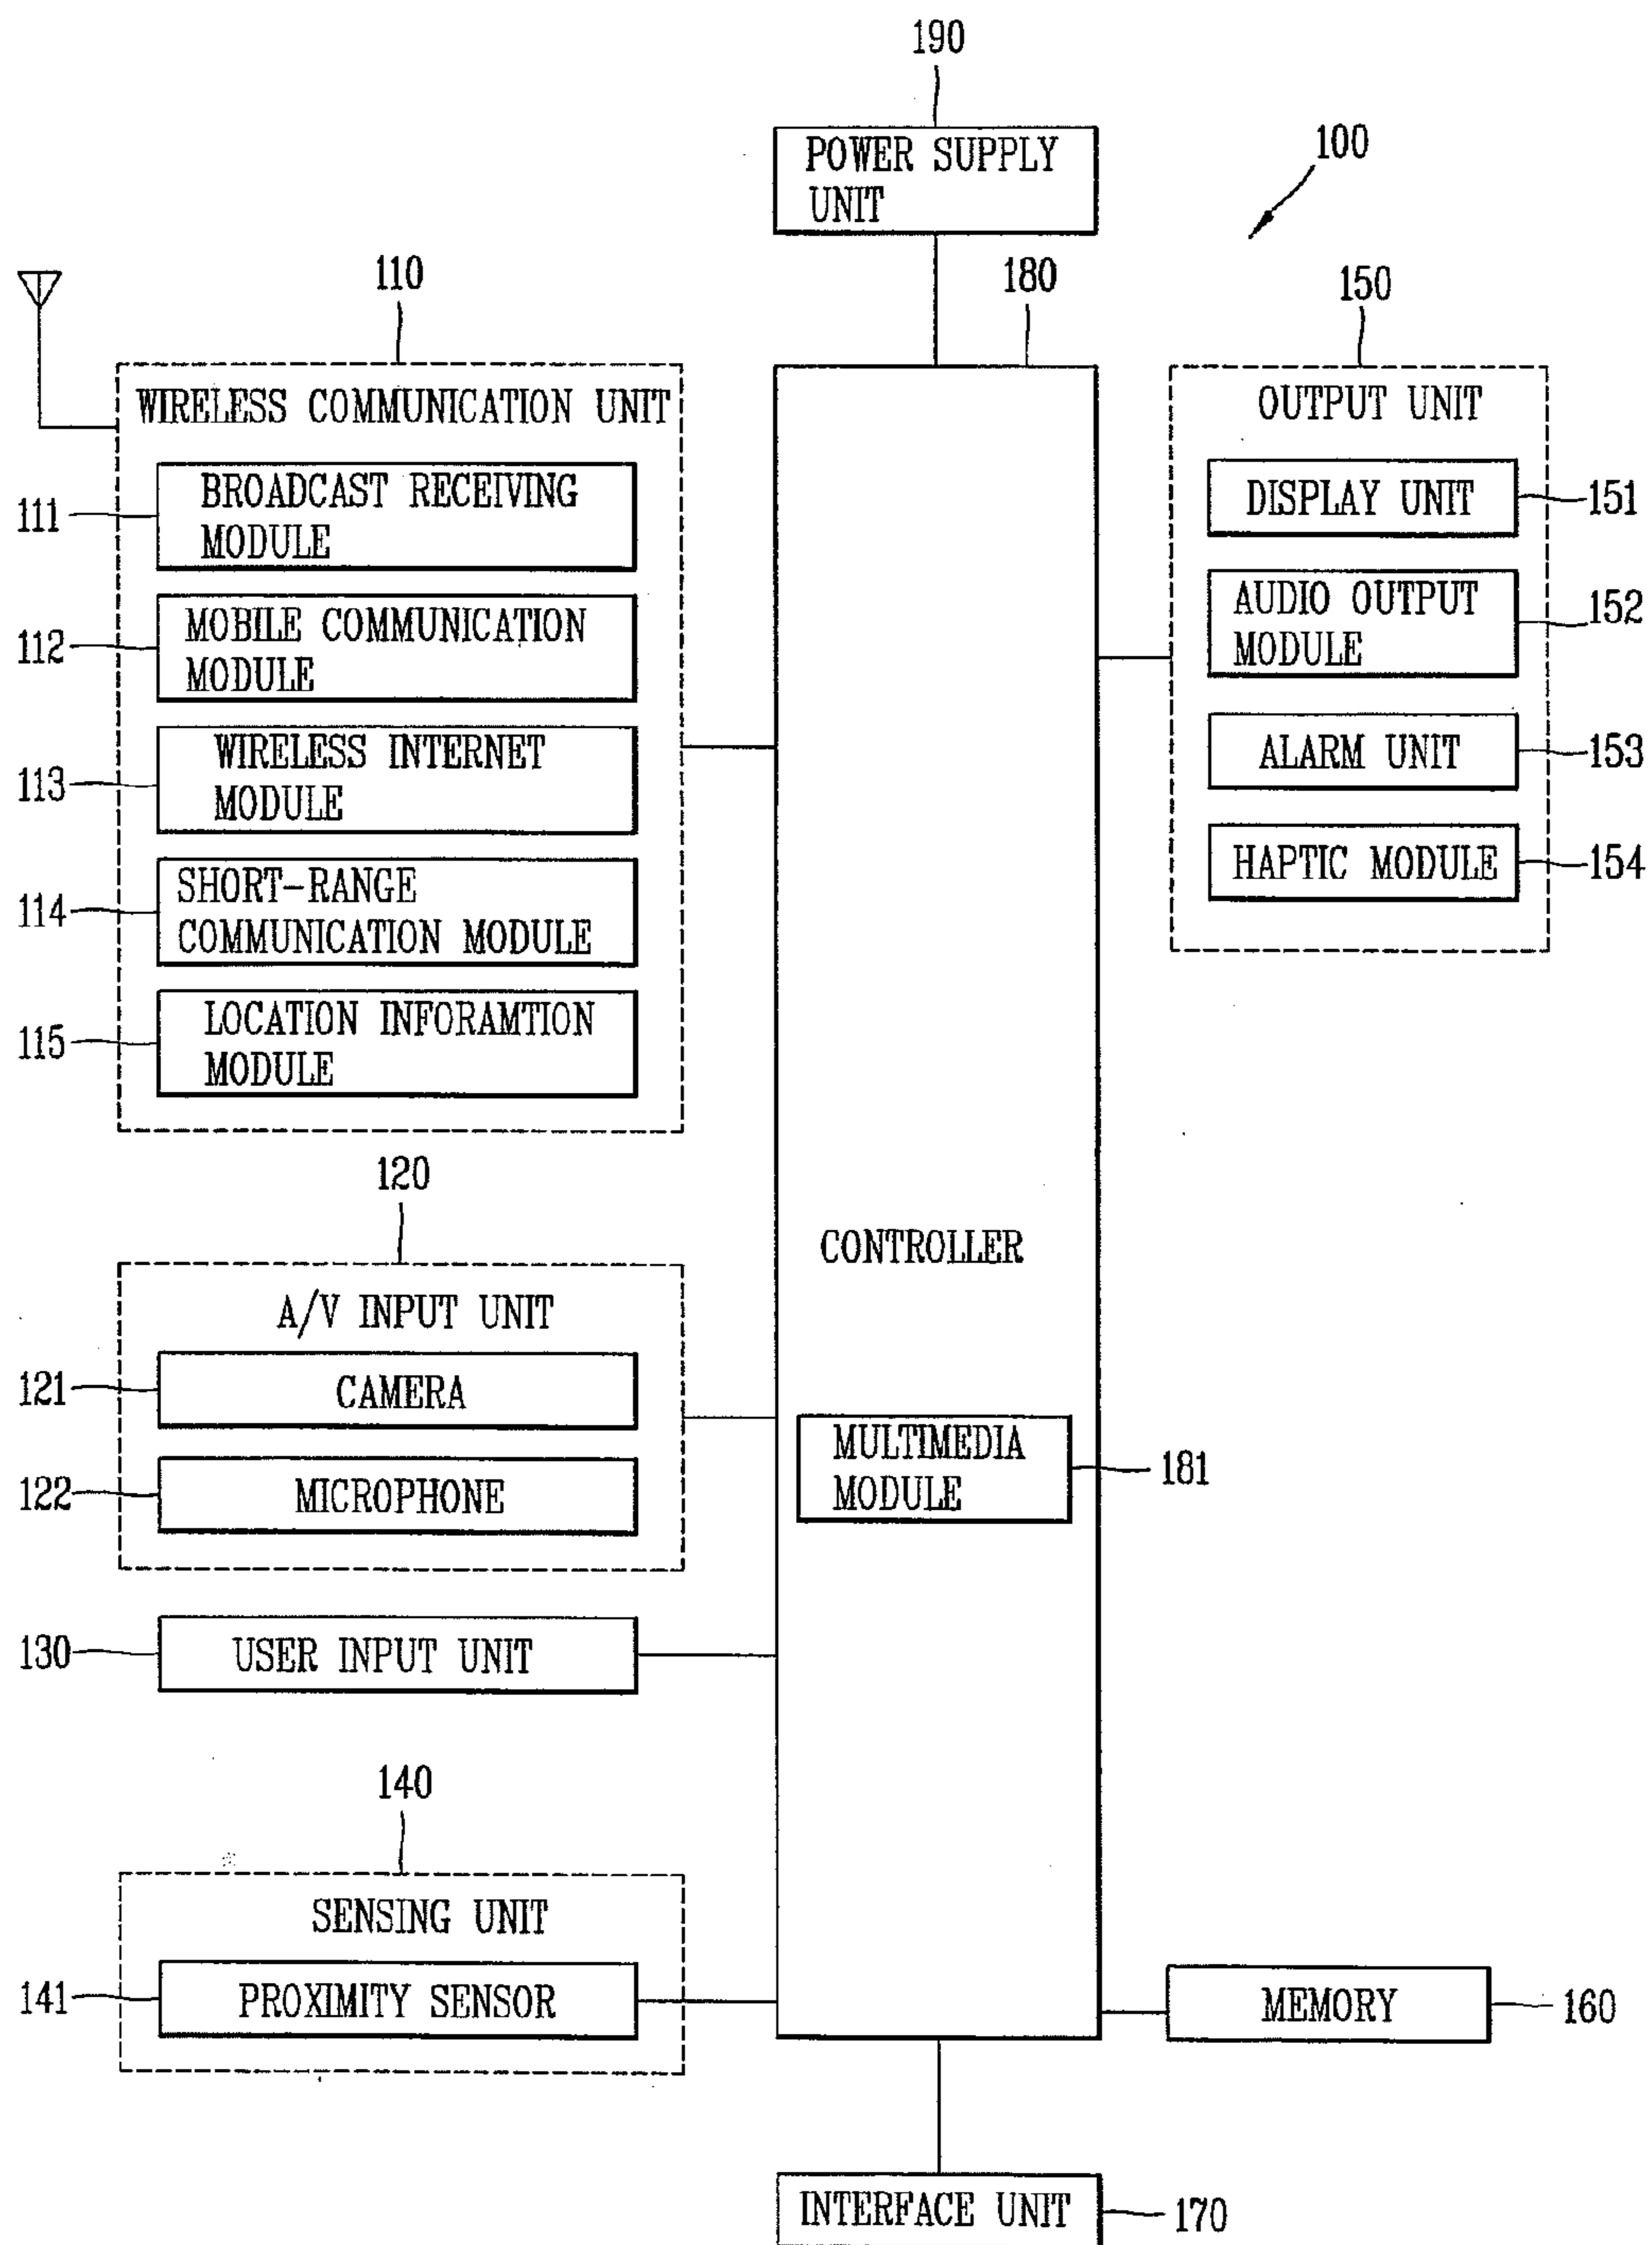 190
POWER SUPPLY
UNIT
100
110
180
150
WIRELESS COMMUNICATION UNIT
111
BROADCAST RECEIVING
MODULE
112
MOBILE COMMUNICATION
MODULE
113
WIRELESS INTERNET
MODULE
114
SHORT-RANGE
COMMUNICATION MODULE
115
LOCATION INFORAMTION
MODULE
OUTPUT UNIT
DISPLAY UNIT
151
AUDIO OUTPUT
MODULE
152
ALARM UNIT
153
HAPTIC MODULE
154
120
A/V INPUT UNIT
121
CAMERA
122
MICROPHONE
CONTROLLER
MULTIMEDIA
MODULE
181
130
USER INPUT UNIT
140
SENSING UNIT
141
PROXIMITY SENSOR
MEMORY
160
INTERFACE UNIT
170